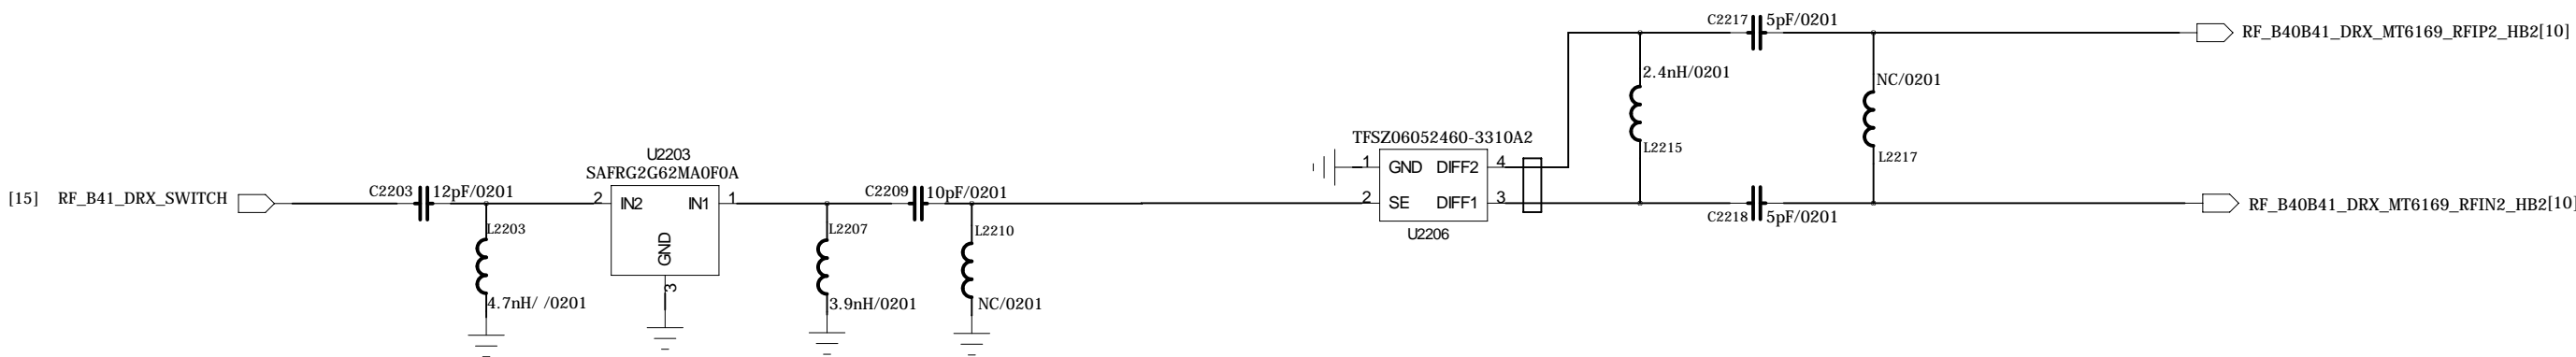 [15] RF_B41_DRX_SWITCH
C2203
12pF/0201
L2203
4.7nH/ /0201
U2203
SAFRG2G62MA0F0A
2
IN2
IN1
1
GND
3
L2207
3.9nH/0201
C2209
10pF/0201
L2210
NC/0201
TFSZ06052460-3310A2
1
GND
DIFF2
4
2
SE
DIFF1
3
U2206
2.4nH/0201
L2215
C2217
5pF/0201
C2218
5pF/0201
NC/0201
L2217
RF_B40B41_DRX_MT6169_RFIP2_HB2[10]
RF_B40B41_DRX_MT6169_RFIN2_HB2[10]